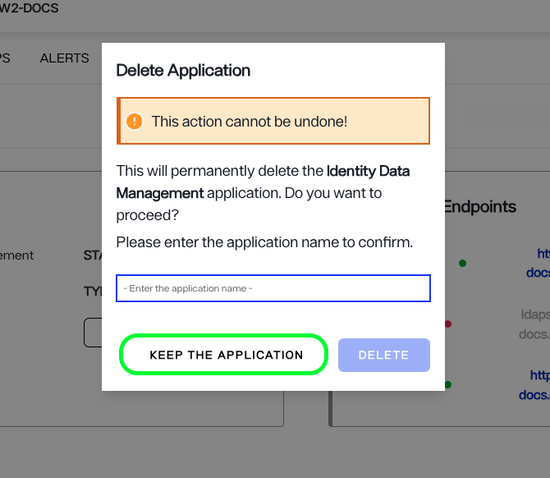 W2-DOCS
PS ALERTS
Delete Application
! This action cannot be undone!
This will permanently delete the Identity Data
Management application. Do you want to
proceed?
Please enter the application name to confirm.
- Enter the application name -
KEEP THE APPLICATION DELETE
Endpoints
ement
STA
TYP
htt
docs.
ldaps
docs.
http
docs.